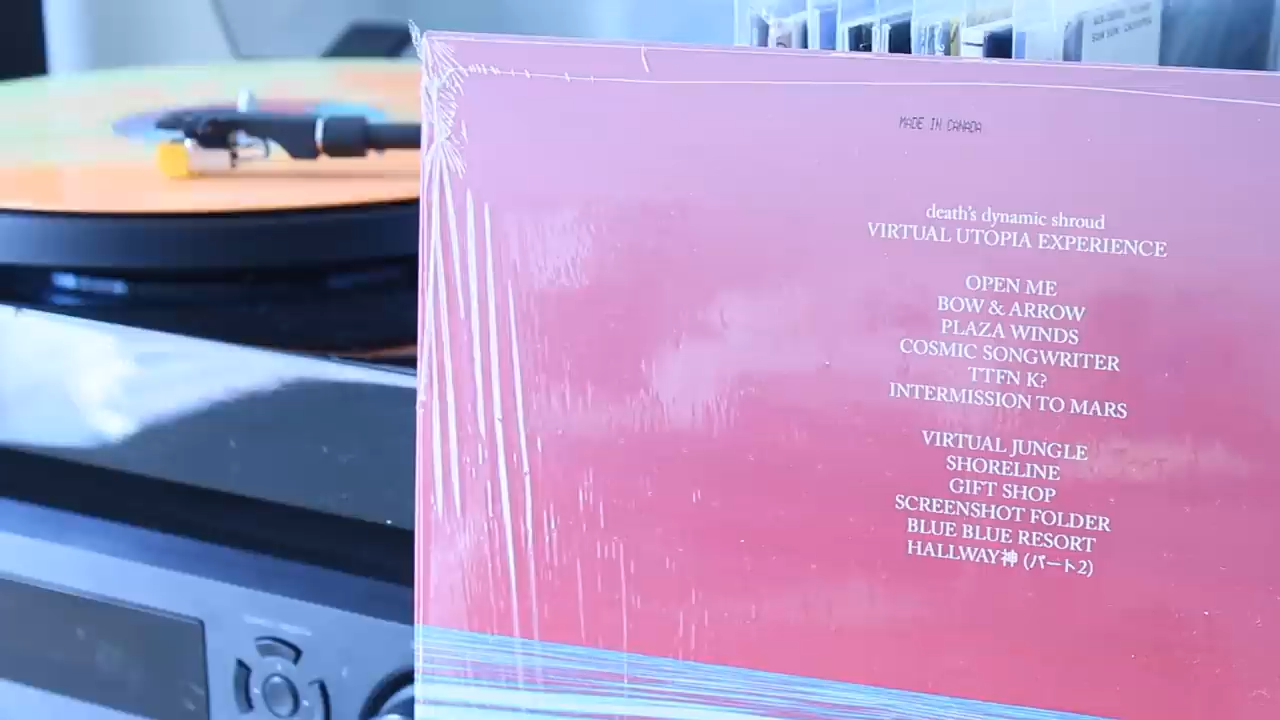 MADE IN CANADA
death's dynamic shroud
VIRTUAL UTOPIA EXPERIENCE
OPEN ME
BOW & ARROW
PLAZA WINDS
COSMIC SONGWRITER
TTFN K?
INTERMISSION TO MARS
VIRTUAL JUNGLE
SHORELINE
GIFT SHOP
SCREENSHOT FOLDER
BLUE BLUE RESORT
HALLWAY神 (パート2)